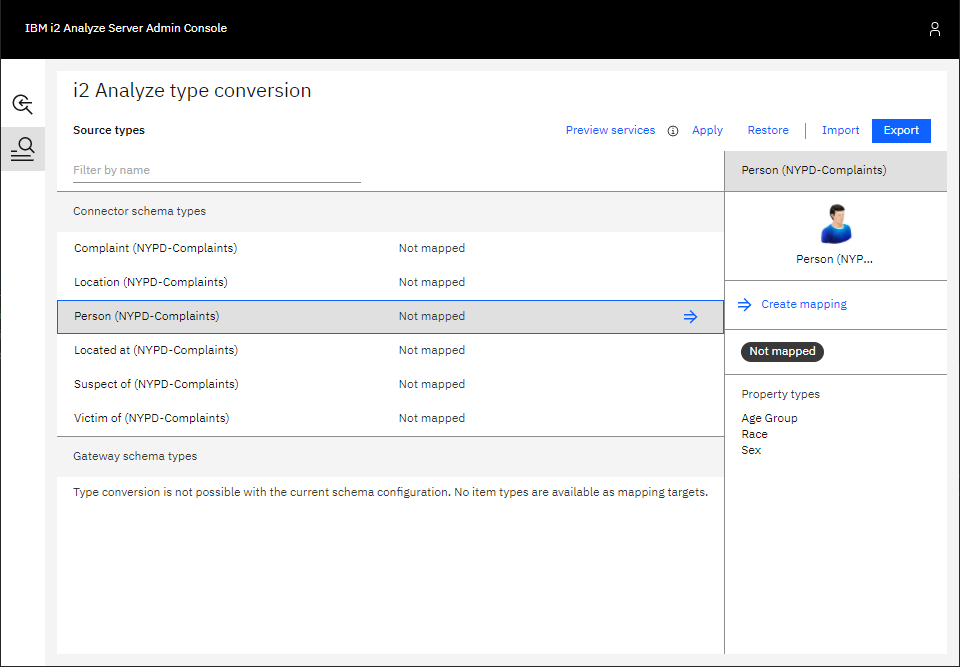 IBM i2 Analyze Server Admin Console
i2 Analyze type conversion
Source types
Preview services Apply Restore Import Export
Filter by name
Connector schema types
Complaint (NYPD-Complaints) Not mapped
Location (NYPD-Complaints) Not mapped
Person (NYPD-Complaints) Not mapped
Located at (NYPD-Complaints) Not mapped
Suspect of (NYPD-Complaints) Not mapped
Victim of (NYPD-Complaints) Not mapped
Gateway schema types
Type conversion is not possible with the current schema configuration. No item types are available as mapping targets.
Person (NYPD-Complaints)
Person (NYP...
Create mapping
Not mapped
Property types
Age Group
Race
Sex